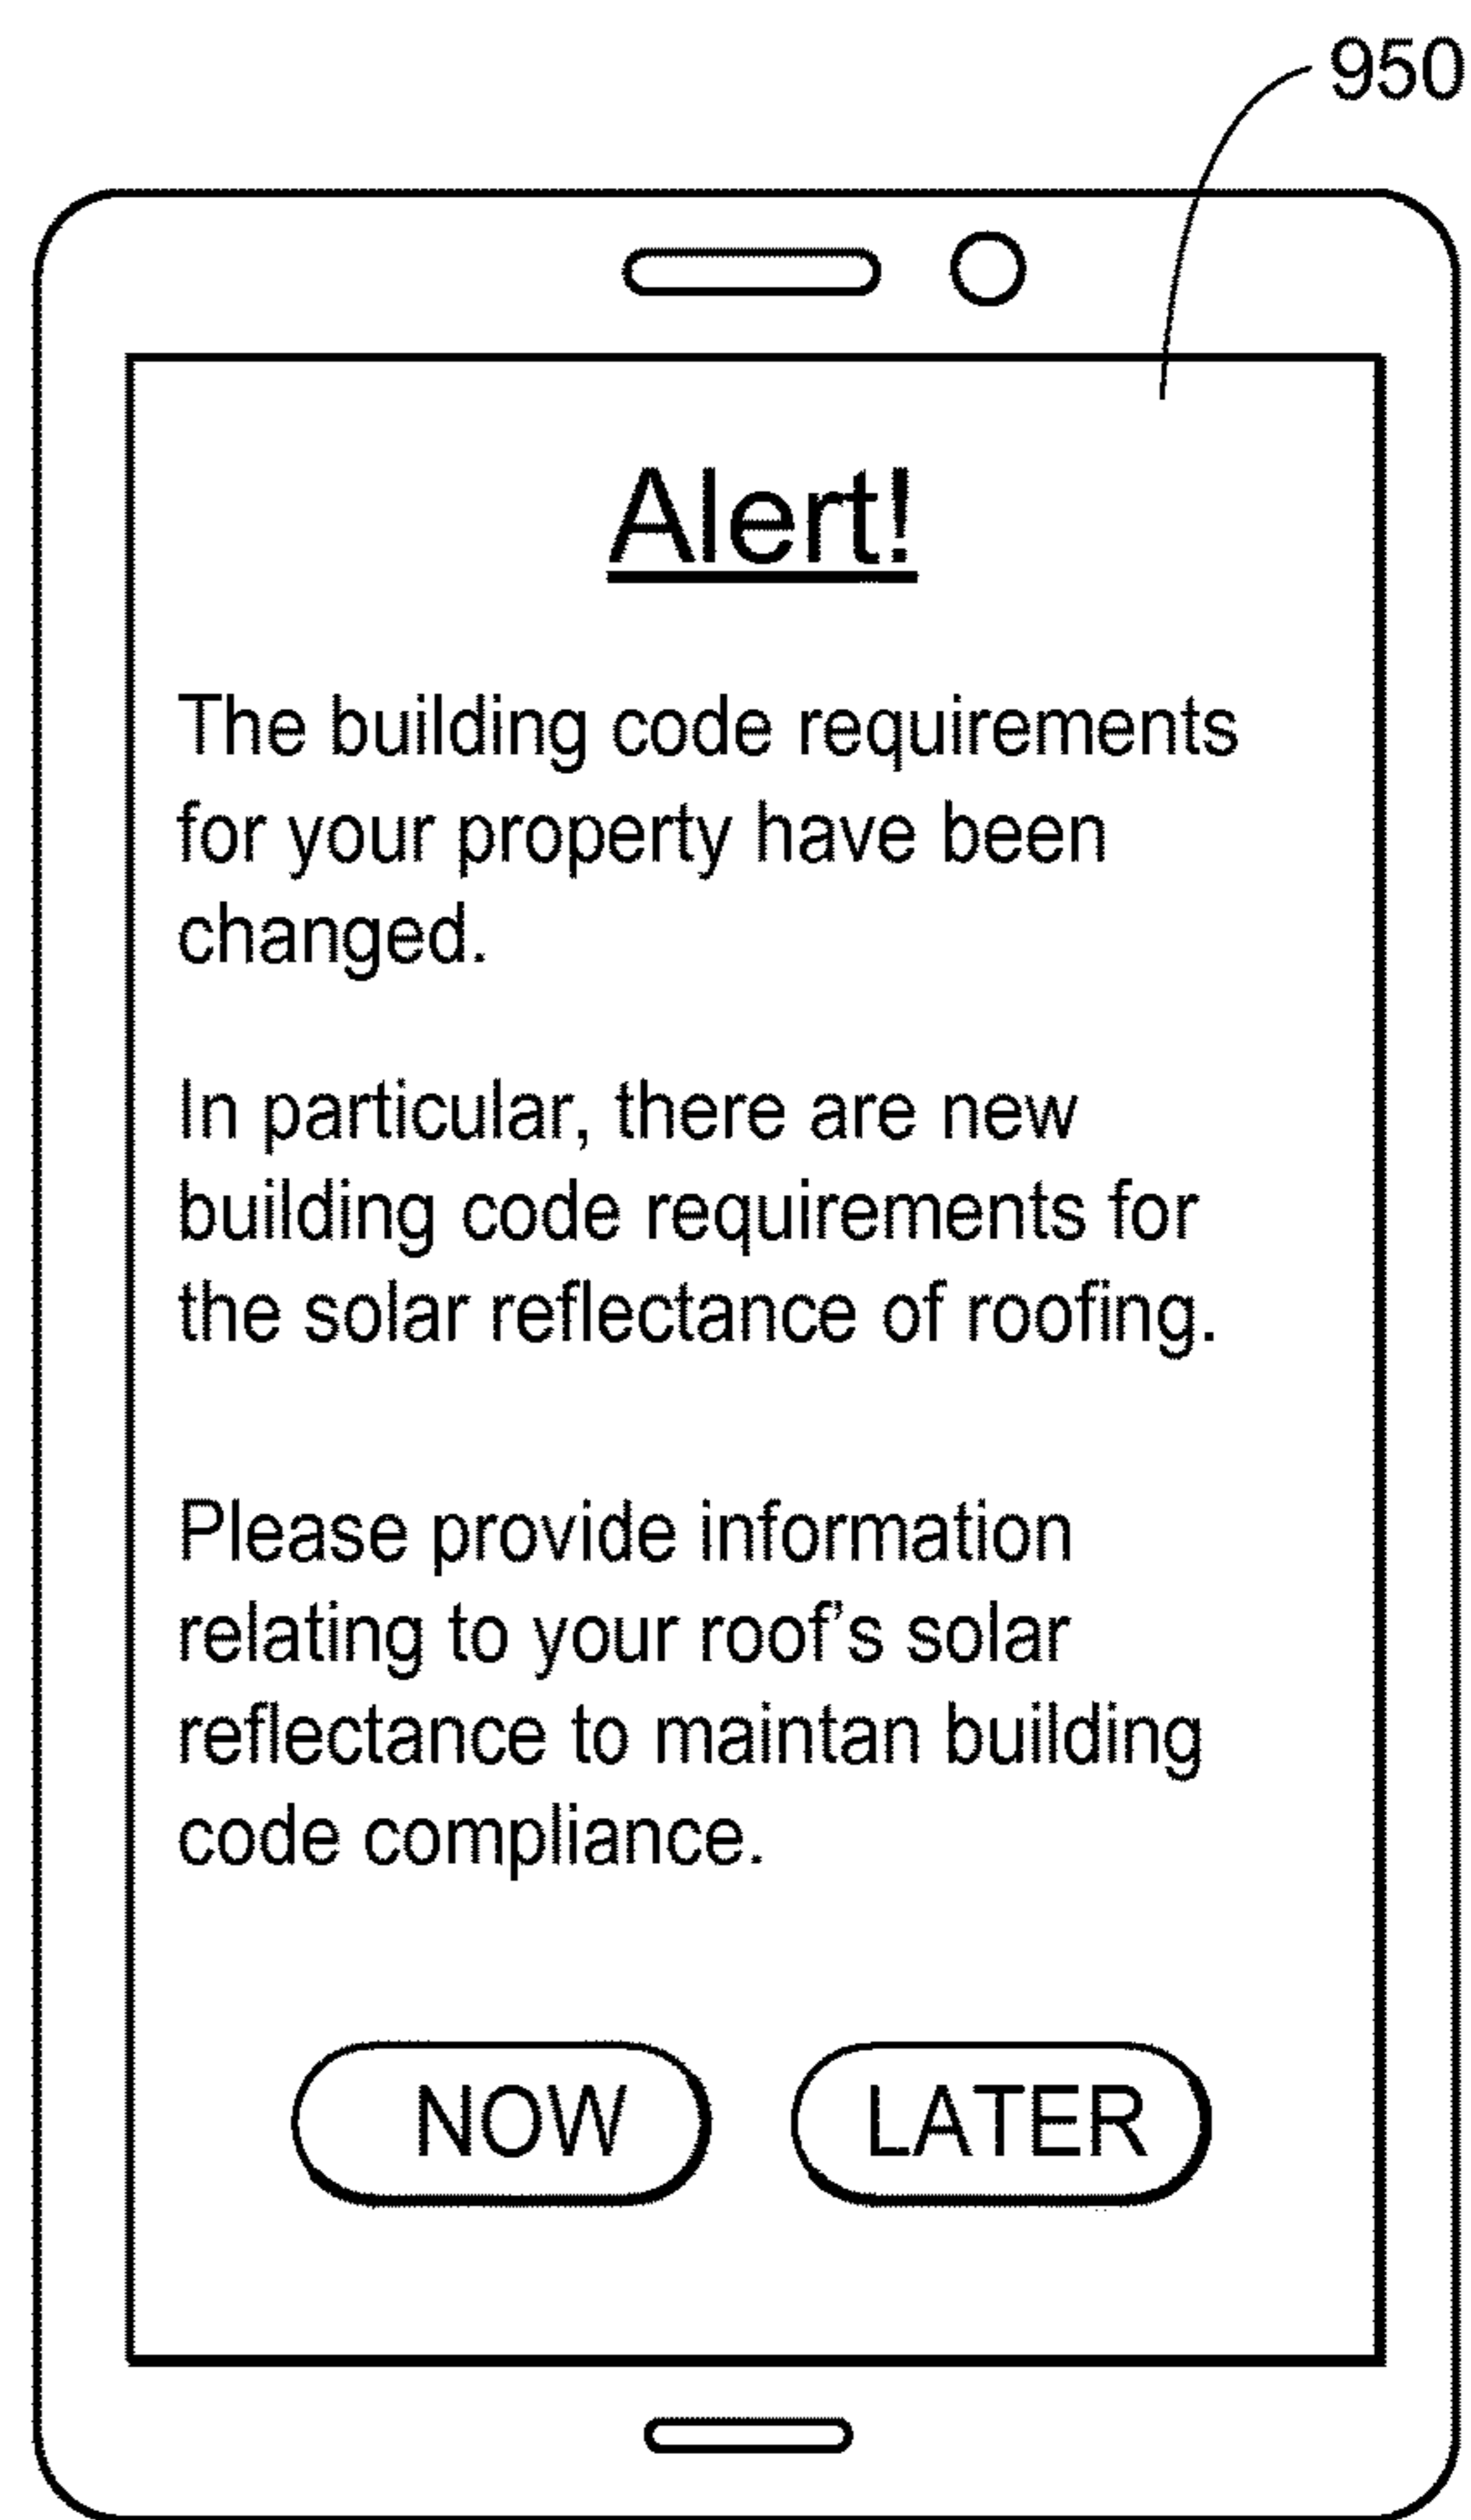 950
Alert!
The building code requirements
for your property have been
changed.
In particular, there are new
building code requirements for
the solar reflectance of roofing.
Please provide information
relating to your roof's solar
reflectance to maintan building
code compliance.
NOW LATER